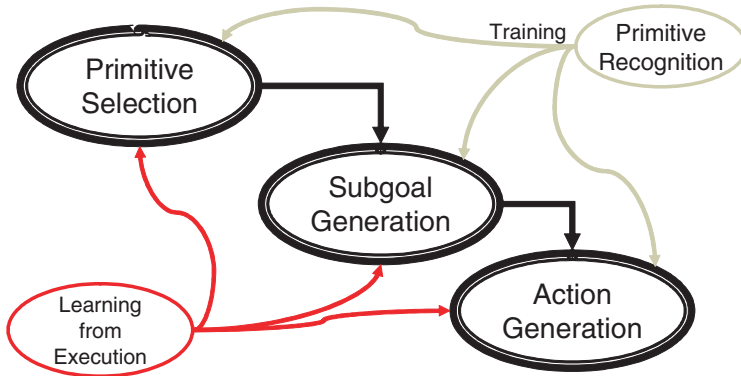 Training
Primitive
Recognition
Primitive
Selection
Subgoal
Generation
Learning
from
Execution
Action
Generation